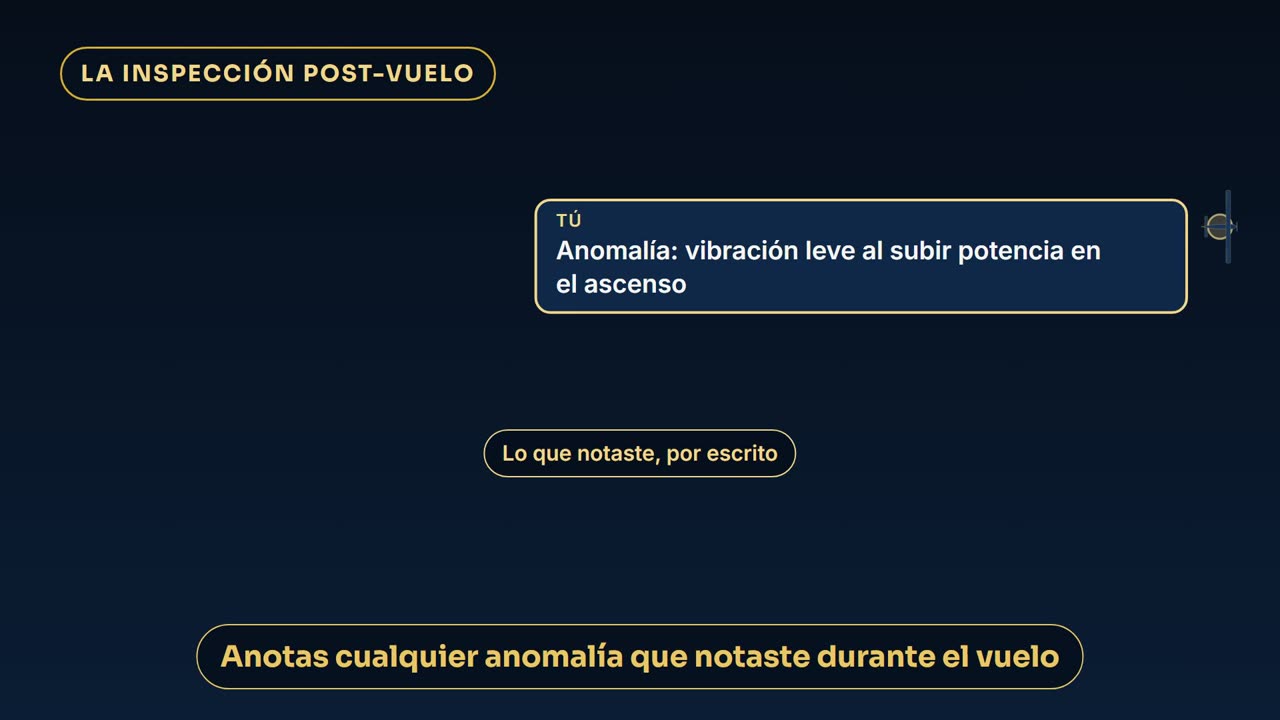 LA INSPECCIÓN POST-VUELO
TÚ
Anomalía: vibración leve al subir potencia en
el ascenso
Lo que notaste, por escrito
Anotas cualquier anomalía que notaste durante el vuelo